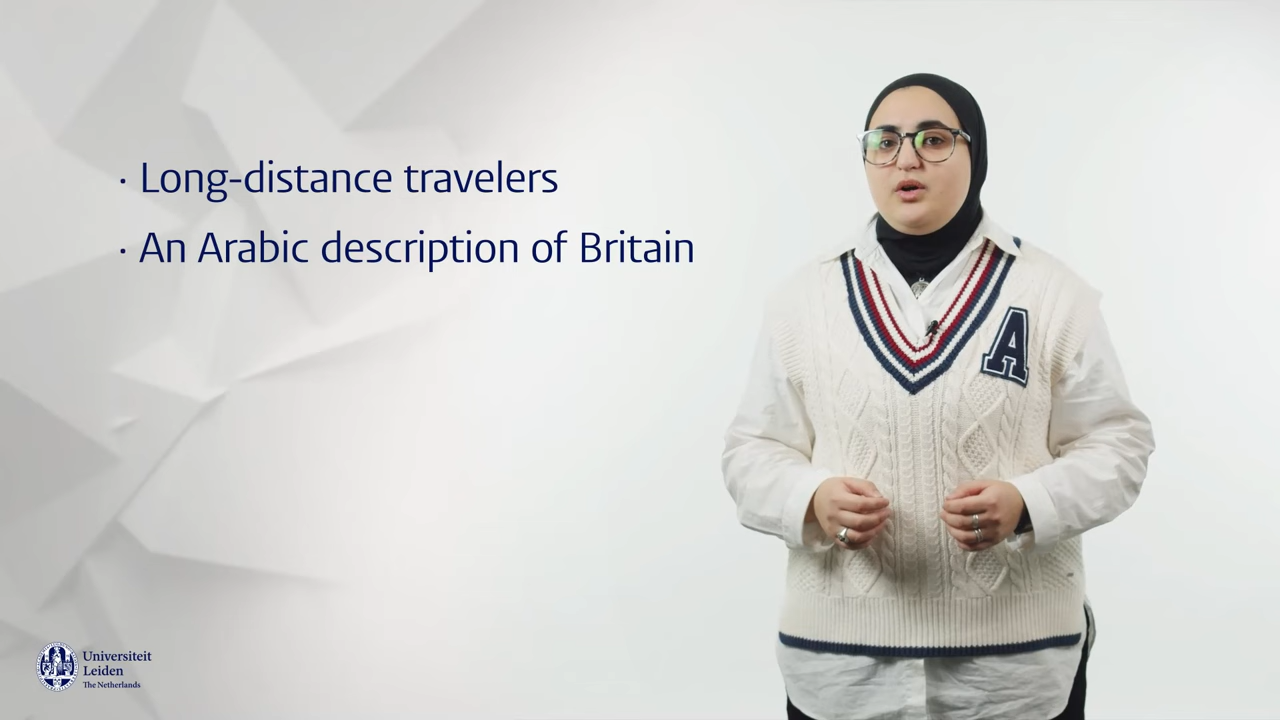 · Long-distance travelers
· An Arabic description of Britain
A
Universiteit
Leiden
The Netherlands